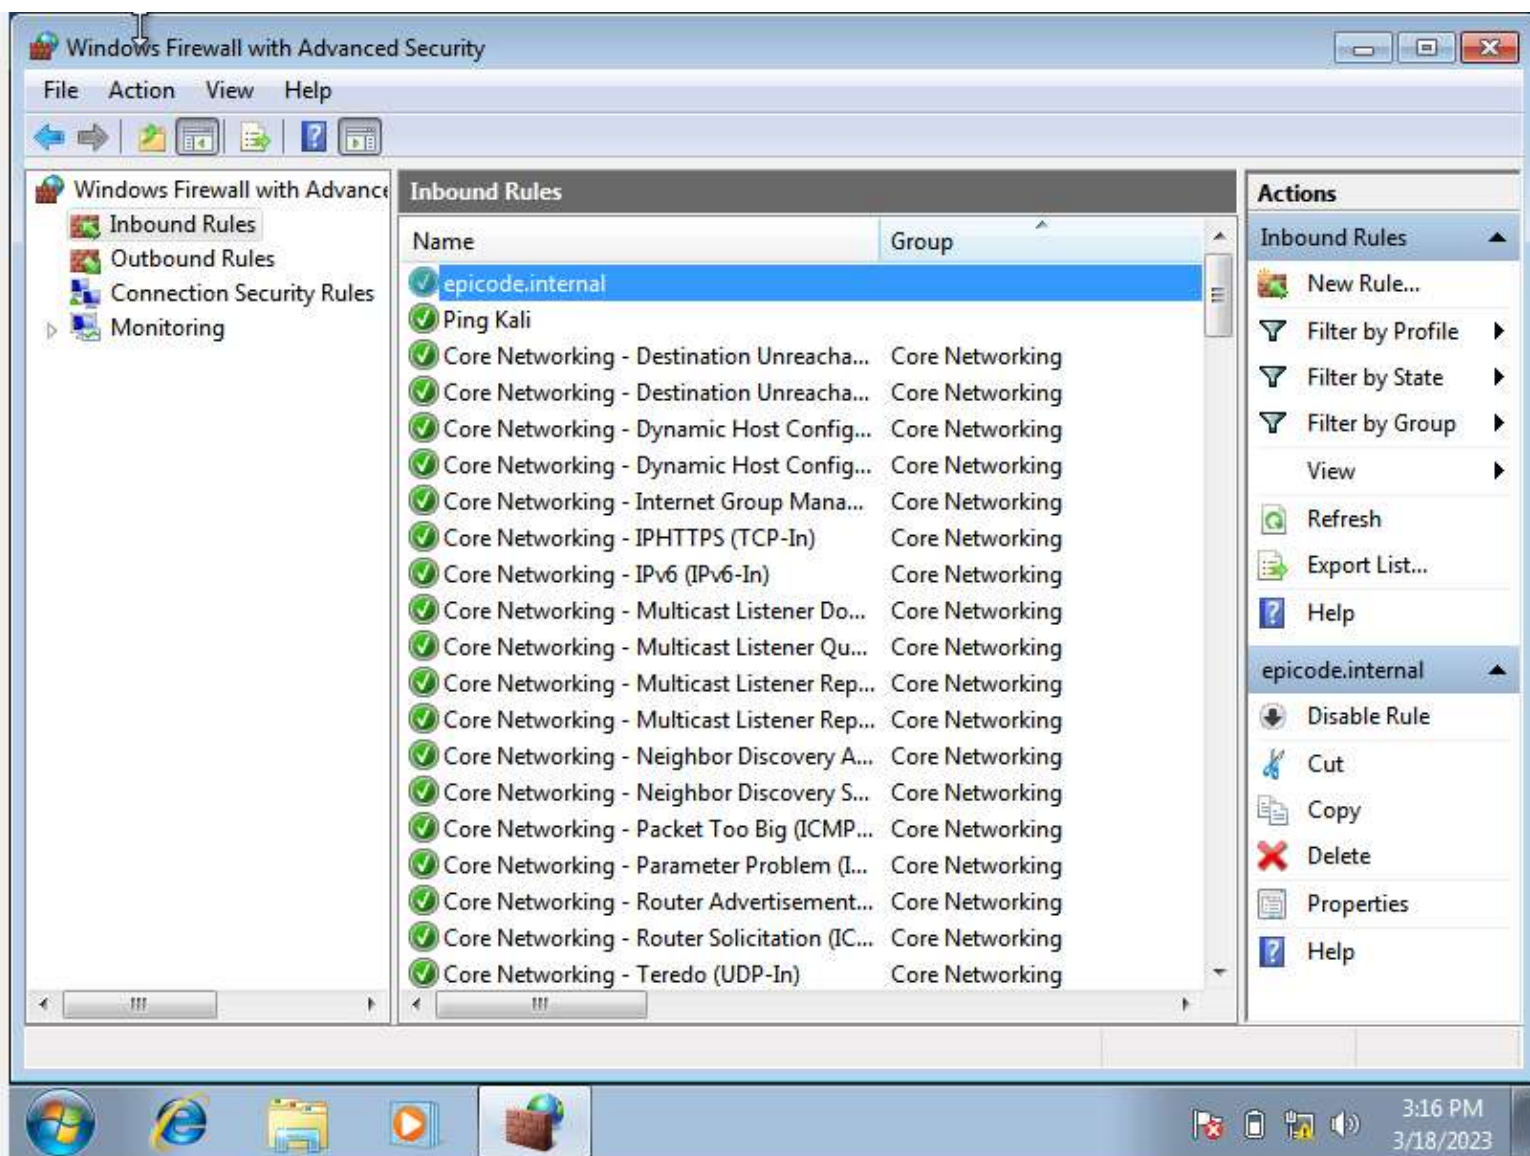 Windows Firewall with Advanced Security
File Action View Help
Windows Firewall with Advance
Inbound Rules
Outbound Rules
Connection Security Rules
Monitoring
Inbound Rules
Name Group
epicode.internal
Ping Kali
Core Networking - Destination Unreacha... Core Networking
Core Networking - Destination Unreacha... Core Networking
Core Networking - Dynamic Host Config... Core Networking
Core Networking - Dynamic Host Config... Core Networking
Core Networking - Internet Group Mana... Core Networking
Core Networking - IPHTTPS (TCP-In) Core Networking
Core Networking - IPv6 (IPv6-In) Core Networking
Core Networking - Multicast Listener Do... Core Networking
Core Networking - Multicast Listener Qu... Core Networking
Core Networking - Multicast Listener Rep... Core Networking
Core Networking - Multicast Listener Rep... Core Networking
Core Networking - Neighbor Discovery A... Core Networking
Core Networking - Neighbor Discovery S... Core Networking
Core Networking - Packet Too Big (ICMP... Core Networking
Core Networking - Parameter Problem (I... Core Networking
Core Networking - Router Advertisement... Core Networking
Core Networking - Router Solicitation (IC... Core Networking
Core Networking - Teredo (UDP-In) Core Networking
Actions
Inbound Rules
New Rule...
Filter by Profile
Filter by State
Filter by Group
View
Refresh
Export List...
Help
epicode.internal
Disable Rule
Cut
Copy
Delete
Properties
Help
3:16 PM
3/18/2023